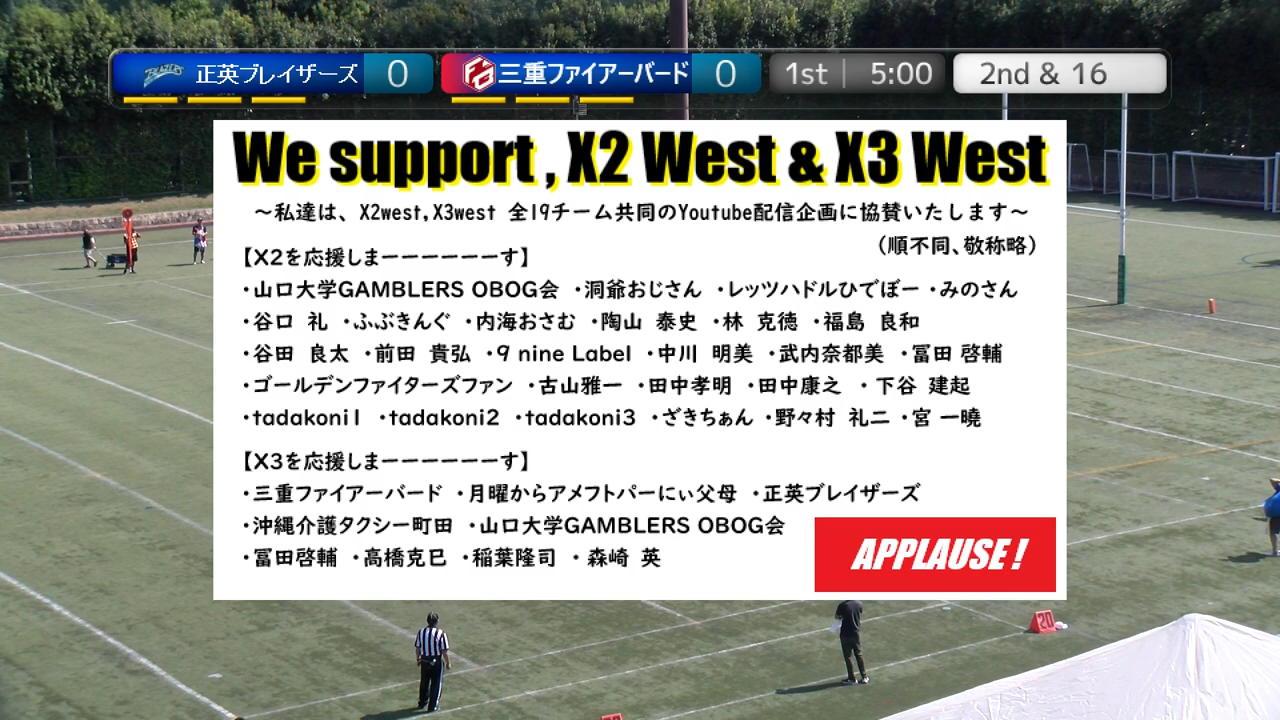 BLAZERS 正英ブレイザーズ 0 三重ファイアーバード 0 1st 5:00 2nd & 16
We support , X2 West & X3 West
～私達は、X2west,X3west 全19チーム共同のYoutube配信企画に協賛いたします～
（順不同、敬称略）
【X2を応援しまーーーーーーす】
・山口大学GAMBLERS OBOG会 ・洞爺おじさん ・レッツハドルひでぼー ・みのさん
・谷口 礼 ・ふぶきんぐ ・内海おさむ ・陶山 泰史 ・林 克徳 ・福島 良和
・谷田 良太 ・前田 貴弘 ・9 nine Label ・中川 明美 ・武内奈都美 ・冨田 啓輔
・ゴールデンファイターズファン ・古山雅一 ・田中孝明 ・田中康之 ・下谷 建起
・tadakoni1 ・tadakoni2 ・tadakoni3 ・ざきちぁん ・野々村 礼二 ・宮 一曉
【X3を応援しまーーーーーーす】
・三重ファイアーバード ・月曜からアメフトパーにぃ父母 ・正英ブレイザーズ
・沖縄介護タクシー町田 ・山口大学GAMBLERS OBOG会
・冨田啓輔 ・高橋克巳 ・稲葉隆司 ・森崎 英
APPLAUSE !
20